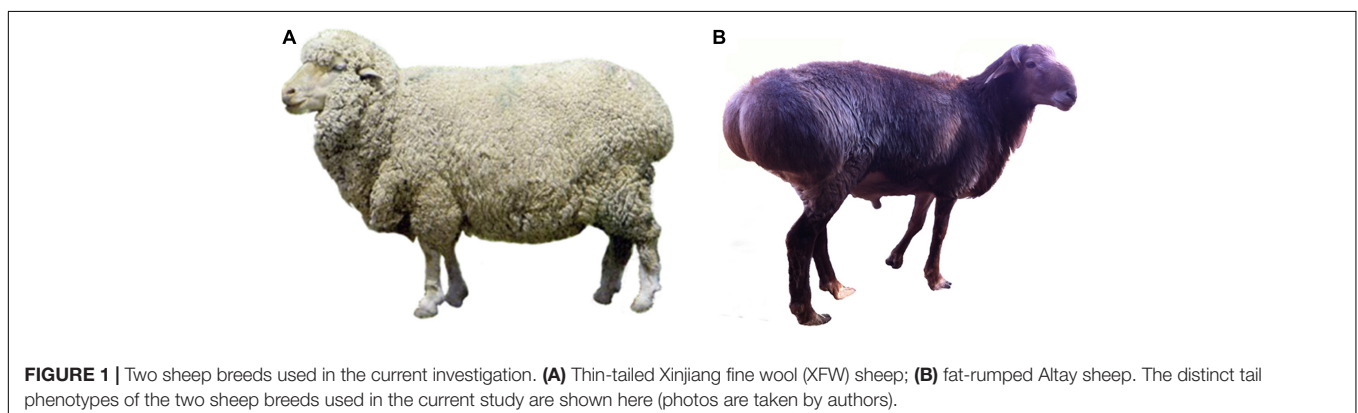 A
B
FIGURE 1 | Two sheep breeds used in the current investigation. (A) Thin-tailed Xinjiang fine wool (XFW) sheep; (B) fat-rumped Altay sheep. The distinct tail
phenotypes of the two sheep breeds used in the current study are shown here (photos are taken by authors).